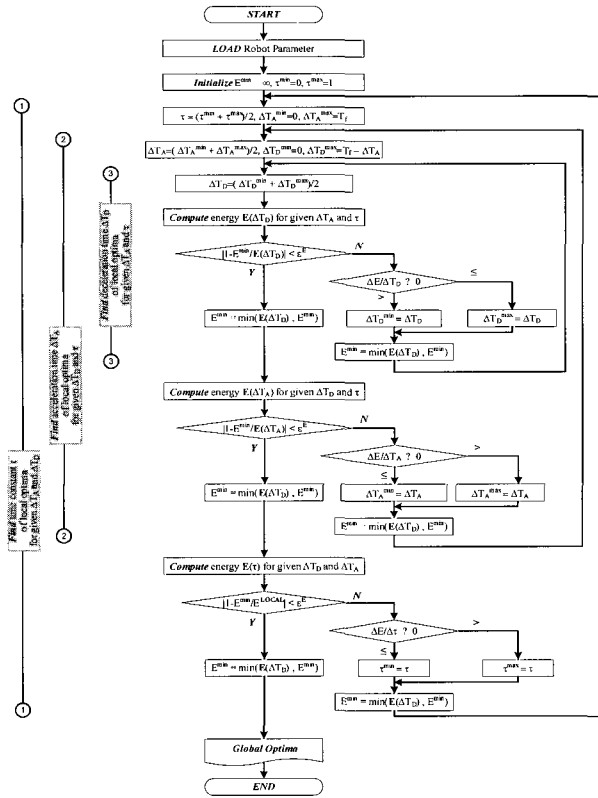 START
LOAD Robot Parameter
Initialize E^min = ∞, τ^min=0, τ^max=1
τ = (τ^max + τ^min)/2, ΔT_A^min=0, ΔT_A^max=T_f
ΔT_A=(ΔT_A^min + ΔT_A^max)/2, ΔT_D^min=0, ΔT_D^max=T_f − ΔT_A
ΔT_D=(ΔT_D^min + ΔT_D^max)/2
Compute energy E(ΔT_D) for given ΔT_A and τ
|1-E^min/E(ΔT_D)| < ε^E
N
Y
ΔE/ΔT_D ? 0
≤
>
E^min = min(E(ΔT_D) , E^min)
ΔT_D^min = ΔT_D
ΔT_D^max = ΔT_D
E^min = min(E(ΔT_D) , E^min)
Compute energy E(ΔT_A) for given ΔT_D and τ
|1-E^min/E(ΔT_A)| < ε^E
N
Y
ΔE/ΔT_A ? 0
>
≤
E^min = min(E(ΔT_D) , E^min)
ΔT_A^min = ΔT_A
ΔT_A^max = ΔT_A
E^min = min(E(ΔT_D) , E^min)
Compute energy E(τ) for given ΔT_D and ΔT_A
|1-E^min/E^LOCAL| < ε^E
N
Y
ΔE/Δτ ? 0
>
≤
E^min = min(E(ΔT_D) , E^min)
τ^min = τ
τ^max = τ
E^min = min(E(ΔT_D) , E^min)
Global Optima
END
1
Find time constant τ
of local optima
for given ΔT_A and ΔT_D
1
2
Find acceleration time ΔT_A
of local optima
for given ΔT_D and τ
2
3
Find deceleration time ΔT_D
of local optima
for given ΔT_A and τ
3